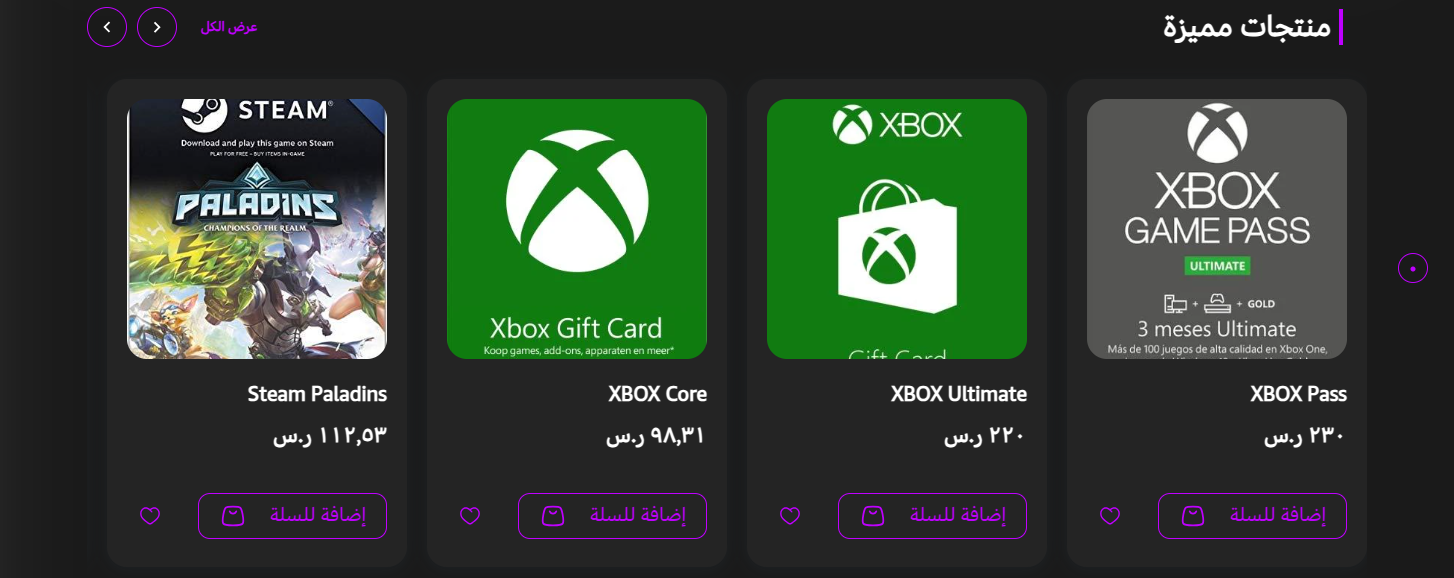 منتجات مميزة
عرض الكل
XBOX
GAME PASS
ULTIMATE
+ + GOLD
3 meses Ultimate
Más de 100 juegos de alta calidad en Xbox One,
XBOX Pass
٢٣٠ ر.س
إضافة للسلة
XBOX
Gift Card
XBOX Ultimate
٢٢٠ ر.س
إضافة للسلة
Xbox Gift Card
Koop games, add-ons, apparaten en meer*
XBOX Core
٩٨,٣١ ر.س
إضافة للسلة
STEAM®
Download and play this game on Steam
PLAY FOR FREE - BUY ITEMS IN-GAME
PALADINS
CHAMPIONS OF THE REALM
Steam Paladins
١١٢,٥٣ ر.س
إضافة للسلة